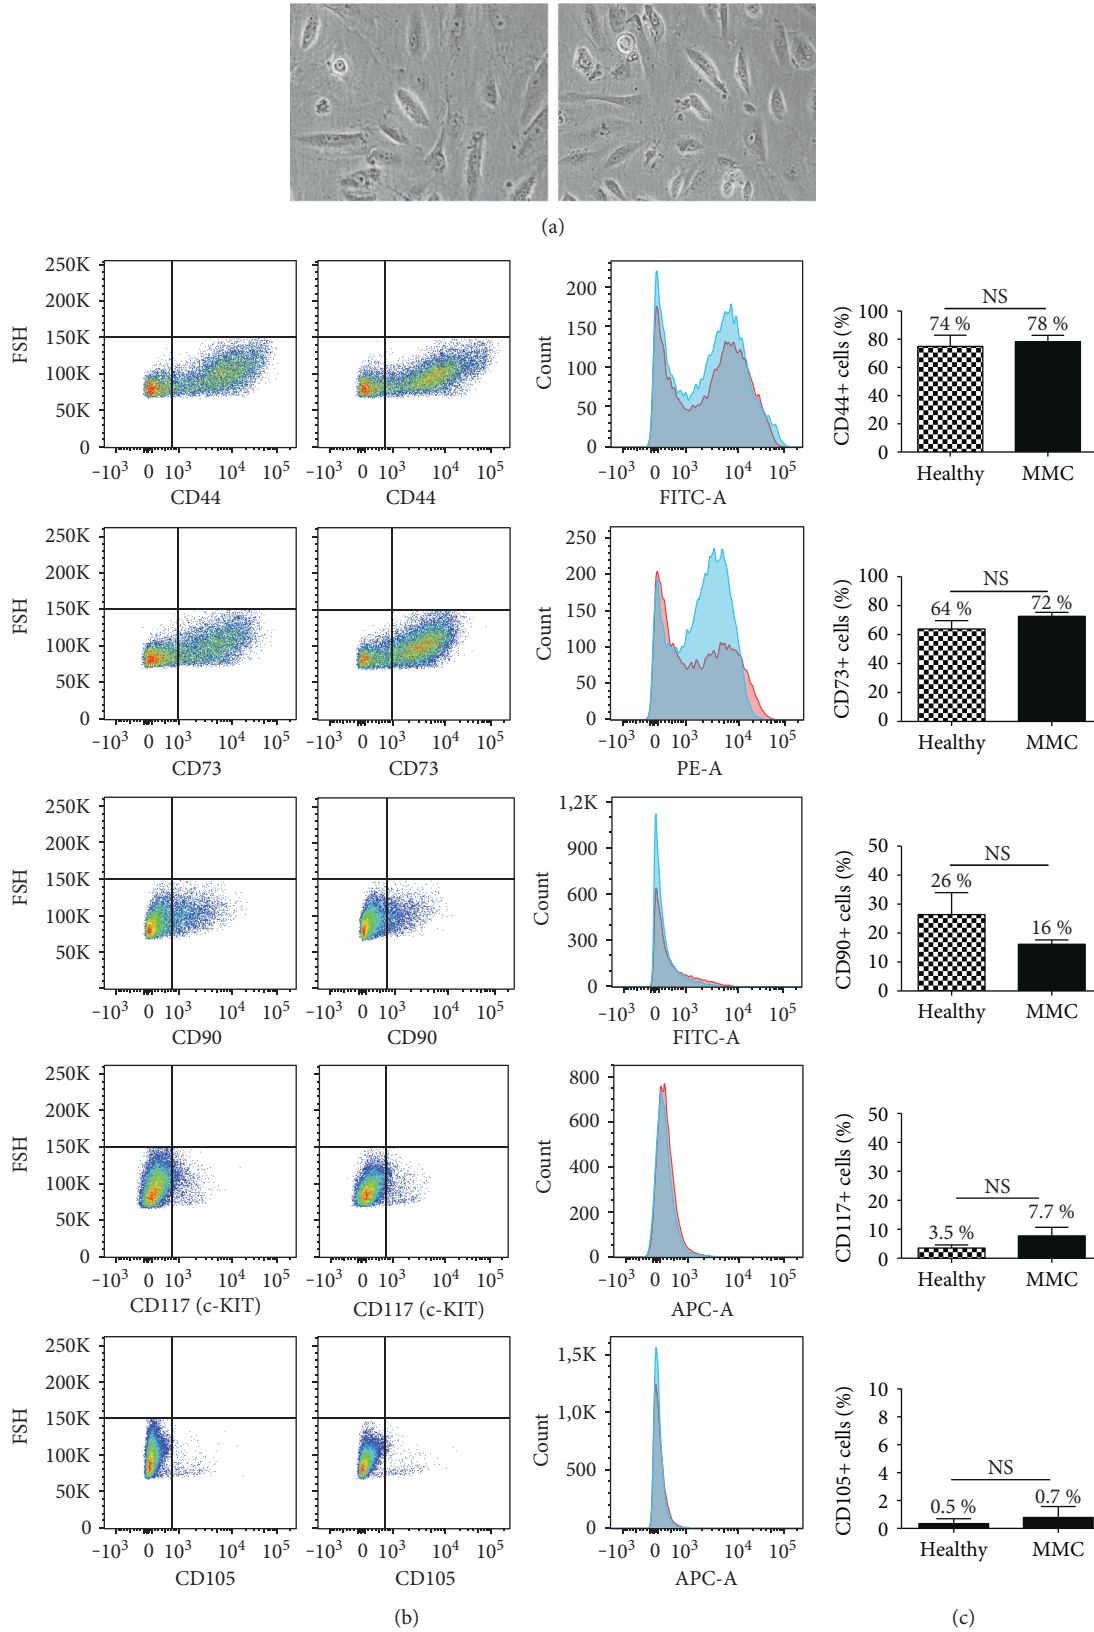 (a)
250K
200K
150K
100K
50K
0
FSH
−10³ 0 10³ 10⁴ 10⁵
CD44
−10³ 0 10³ 10⁴ 10⁵
CD44
Count
200
150
100
50
0
−10³ 0 10³ 10⁴ 10⁵
FITC-A
CD44+ cells (%)
100
80
60
40
20
0
NS
74 %
78 %
Healthy
MMC
250K
200K
150K
100K
50K
0
FSH
−10³ 0 10³ 10⁴ 10⁵
CD73
−10³ 0 10³ 10⁴ 10⁵
CD73
Count
250
200
150
100
50
0
−10³ 0 10³ 10⁴ 10⁵
PE-A
CD73+ cells (%)
100
80
60
40
20
0
NS
64 %
72 %
Healthy
MMC
250K
200K
150K
100K
50K
FSH
−10³ 0 10³ 10⁴ 10⁵
CD90
−10³ 0 10³ 10⁴ 10⁵
CD90
Count
1,2K
900
600
300
0
−10³ 0 10³ 10⁴ 10⁵
FITC-A
CD90+ cells (%)
50
40
30
20
10
0
NS
26 %
16 %
Healthy
MMC
250K
200K
150K
100K
50K
0
FSH
−10³ 0 10³ 10⁴ 10⁵
CD117 (c-KIT)
−10³ 0 10³ 10⁴ 10⁵
CD117 (c-KIT)
Count
800
600
400
200
0
−10³ 0 10³ 10⁴ 10⁵
APC-A
CD117+ cells (%)
50
40
30
20
10
0
NS
3.5 %
7.7 %
Healthy
MMC
250K
200K
150K
100K
50K
0
FSH
−10³ 0 10³ 10⁴ 10⁵
CD105
−10³ 0 10³ 10⁴ 10⁵
CD105
Count
1,5K
1,0K
500
0
−10³ 0 10³ 10⁴ 10⁵
APC-A
CD105+ cells (%)
10
8
6
4
2
0
NS
0.5 %
0.7 %
Healthy
MMC
(b)
(c)